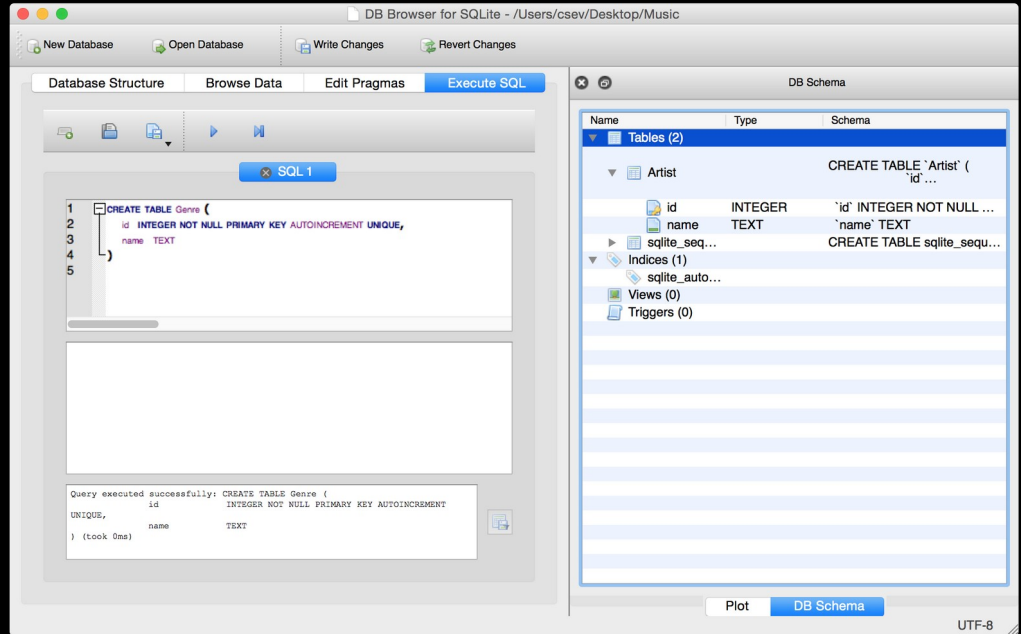 DB Browser for SQLite - /Users/csev/Desktop/Music
New Database Open Database Write Changes Revert Changes
Database Structure Browse Data Edit Pragmas Execute SQL
SQL 1
1 CREATE TABLE Genre (
2 id INTEGER NOT NULL PRIMARY KEY AUTOINCREMENT UNIQUE,
3 name TEXT
4 )
5
Query executed successfully: CREATE TABLE Genre (
id INTEGER NOT NULL PRIMARY KEY AUTOINCREMENT
UNIQUE,
name TEXT
) (took 0ms)
DB Schema
Name Type Schema
Tables (2)
Artist CREATE TABLE `Artist` (
`id`...
id INTEGER `id` INTEGER NOT NULL ...
name TEXT `name` TEXT
sqlite_seq... CREATE TABLE sqlite_sequ...
Indices (1)
sqlite_auto...
Views (0)
Triggers (0)
Plot DB Schema
UTF-8